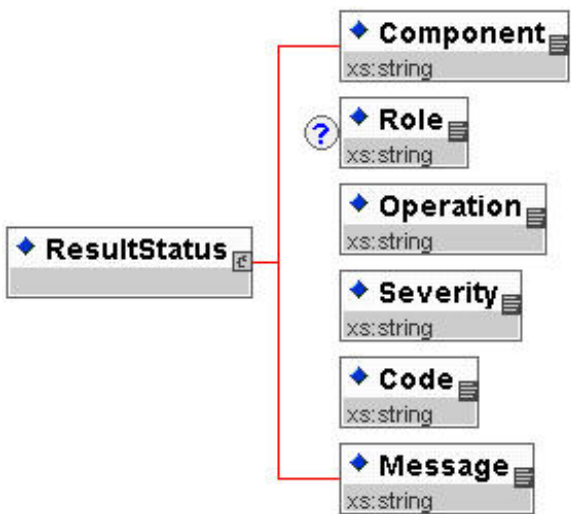 Component
xs:string
?
Role
xs:string
Operation
xs:string
ResultStatus
Severity
xs:string
Code
xs:string
Message
xs:string